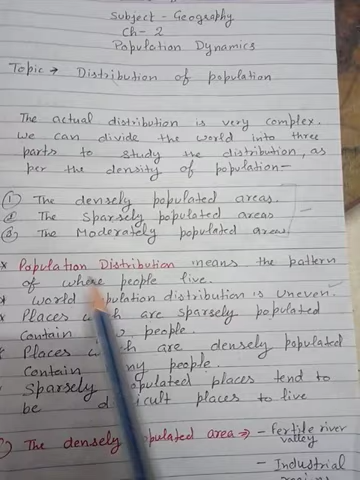 Subject - Geography
Ch - 2
Population Dynamics
Topic → Distribution of population
The actual distribution is very complex.
We can divide the world into three
parts to study the distribution, as
per the density of population—
① The densely populated areas.
② The Sparsely populated areas
③ The Moderately populated areas
* Population Distribution means the pattern
of where people live.
* World population distribution is uneven.
* Places which are sparsely populated
Contain people.
* Places which are densely populated
Contain many people.
* Sparsely populated places tend to
be difficult places to live
The densely populated area ⇒ - fertile river
valley
- Industrial